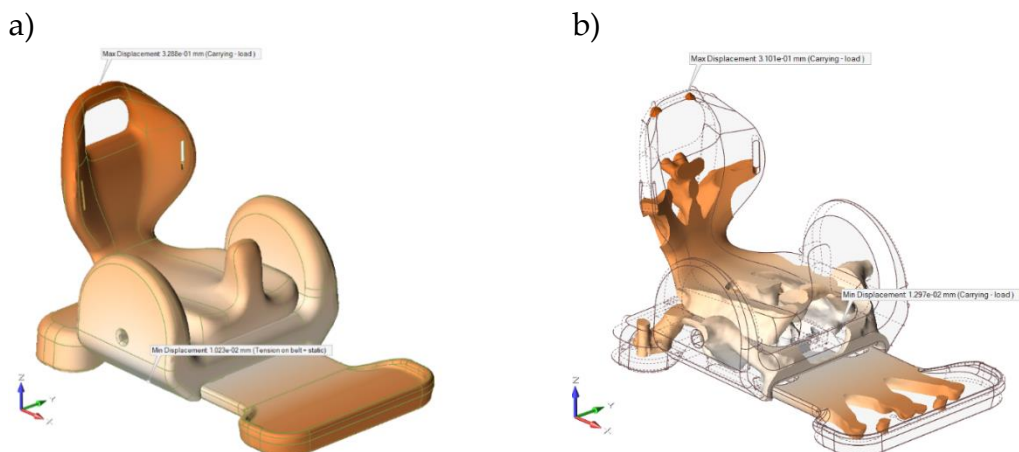 a)
b)
Max Displacement 3.288e-01 mm (Carrying - load )
Max Displacement 3.101e-01 mm (Carrying - load )
Min Displacement 1.297e-02 mm (Carrying - load )
Min Displacement 1.023e-02 mm (Tension on belt + static)
Z
Y
X
Z
Y
X